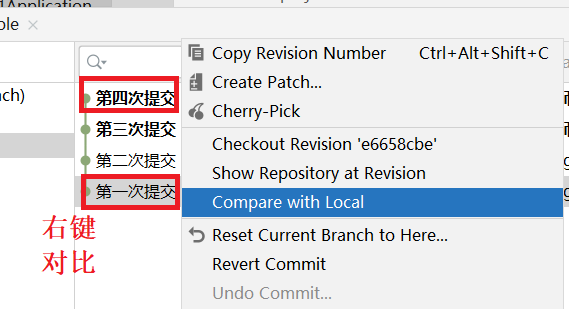 1Application
ble ×
nch)
第四次提交
第三次提交
第二次提交
第一次提交
右键
对比
Copy Revision Number Ctrl+Alt+Shift+C
Create Patch...
Cherry-Pick
Checkout Revision 'e6658cbe'
Show Repository at Revision
Compare with Local
Reset Current Branch to Here...
Revert Commit
Undo Commit...